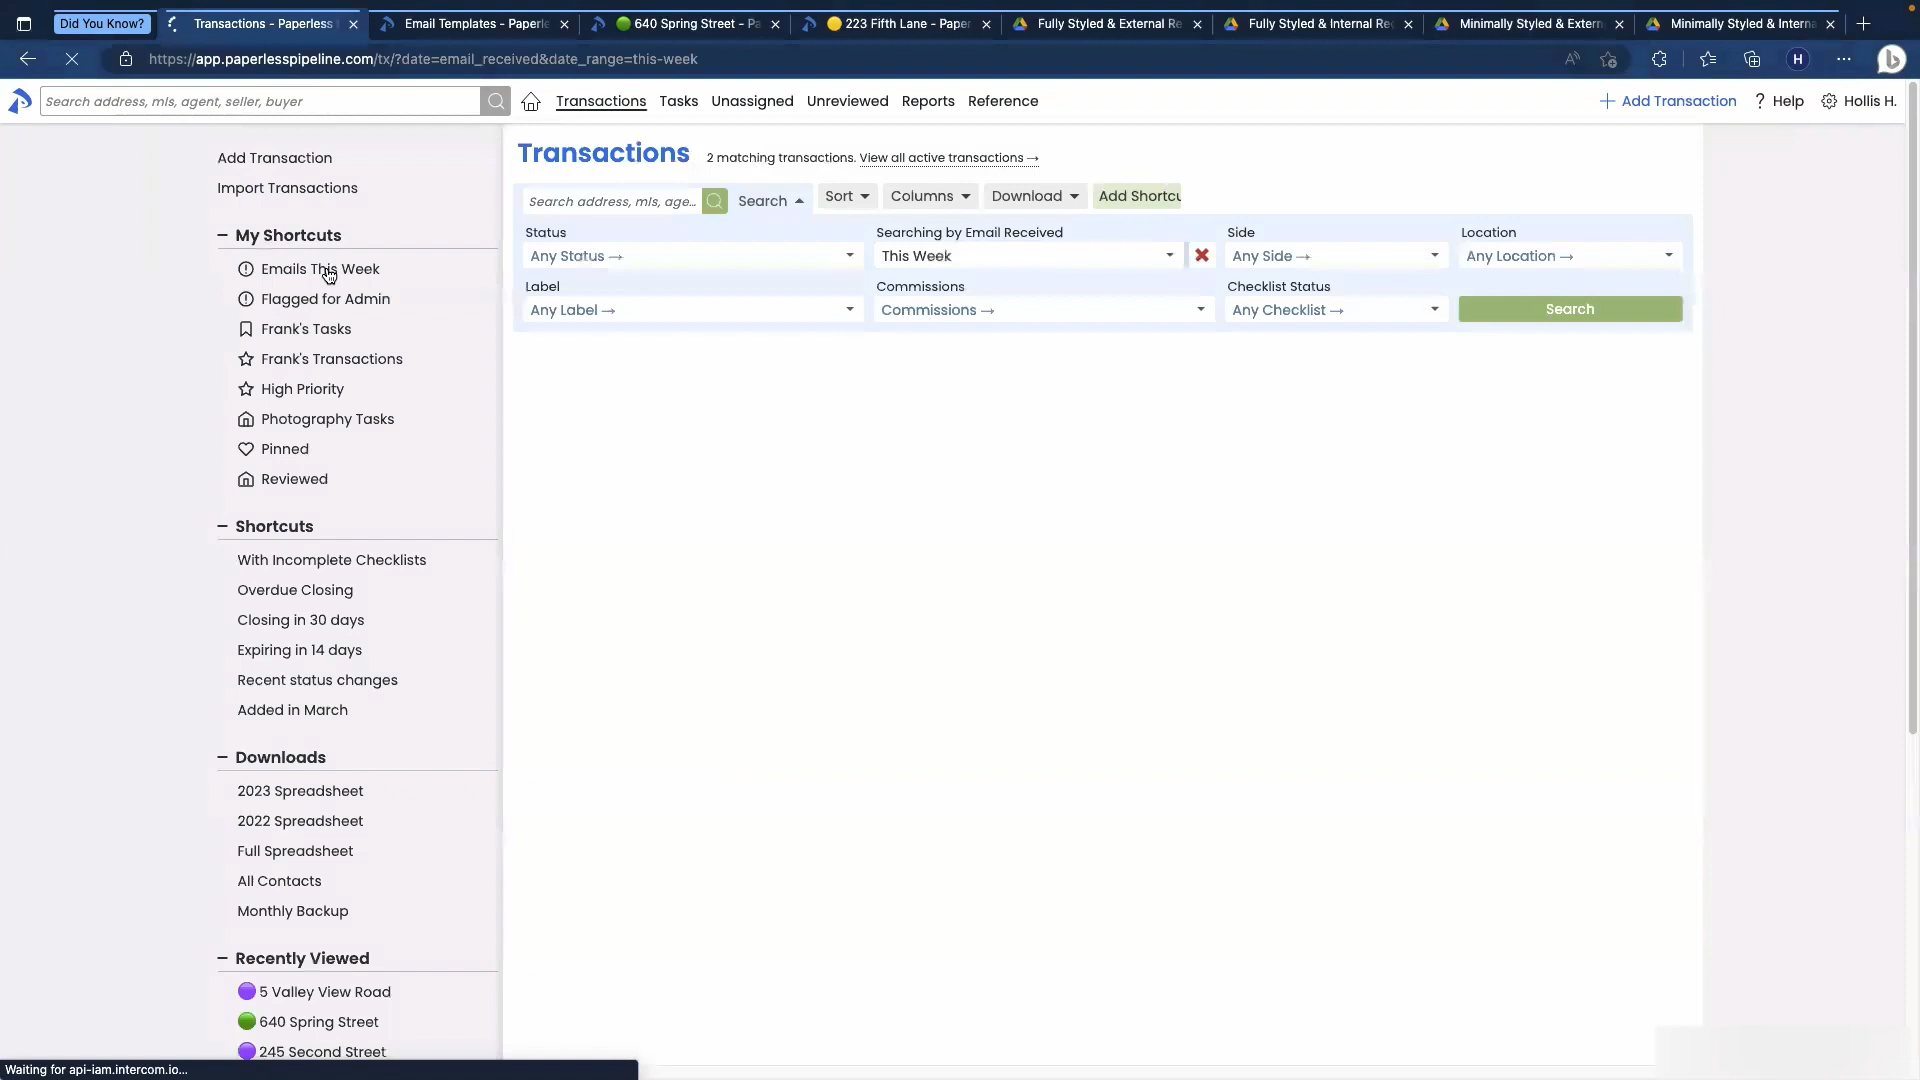 Did You Know?
Transactions - Paperless
Email Templates - Paperle
640 Spring Street - Pa
223 Fifth Lane - Paper
Fully Styled & External Re
Fully Styled & Internal Re
Minimally Styled & Extern
Minimally Styled & Interna
https://app.paperlesspipeline.com/tx/?date=email_received&date_range=this-week
H
Search address, mls, agent, seller, buyer
Transactions
Tasks
Unassigned
Unreviewed
Reports
Reference
+ Add Transaction
? Help
Hollis H.
Add Transaction
Import Transactions
My Shortcuts
Emails This Week
Flagged for Admin
Frank's Tasks
Frank's Transactions
High Priority
Photography Tasks
Pinned
Reviewed
Shortcuts
With Incomplete Checklists
Overdue Closing
Closing in 30 days
Expiring in 14 days
Recent status changes
Added in March
Downloads
2023 Spreadsheet
2022 Spreadsheet
Full Spreadsheet
All Contacts
Monthly Backup
Recently Viewed
5 Valley View Road
640 Spring Street
245 Second Street
Transactions
2 matching transactions. View all active transactions →
Search address, mls, age...
Search
Sort
Columns
Download
Add Shortcu
Status
Searching by Email Received
Side
Location
Any Status →
This Week
Any Side →
Any Location →
Label
Commissions
Checklist Status
Any Label →
Commissions →
Any Checklist →
Search
Waiting for api-iam.intercom.io...